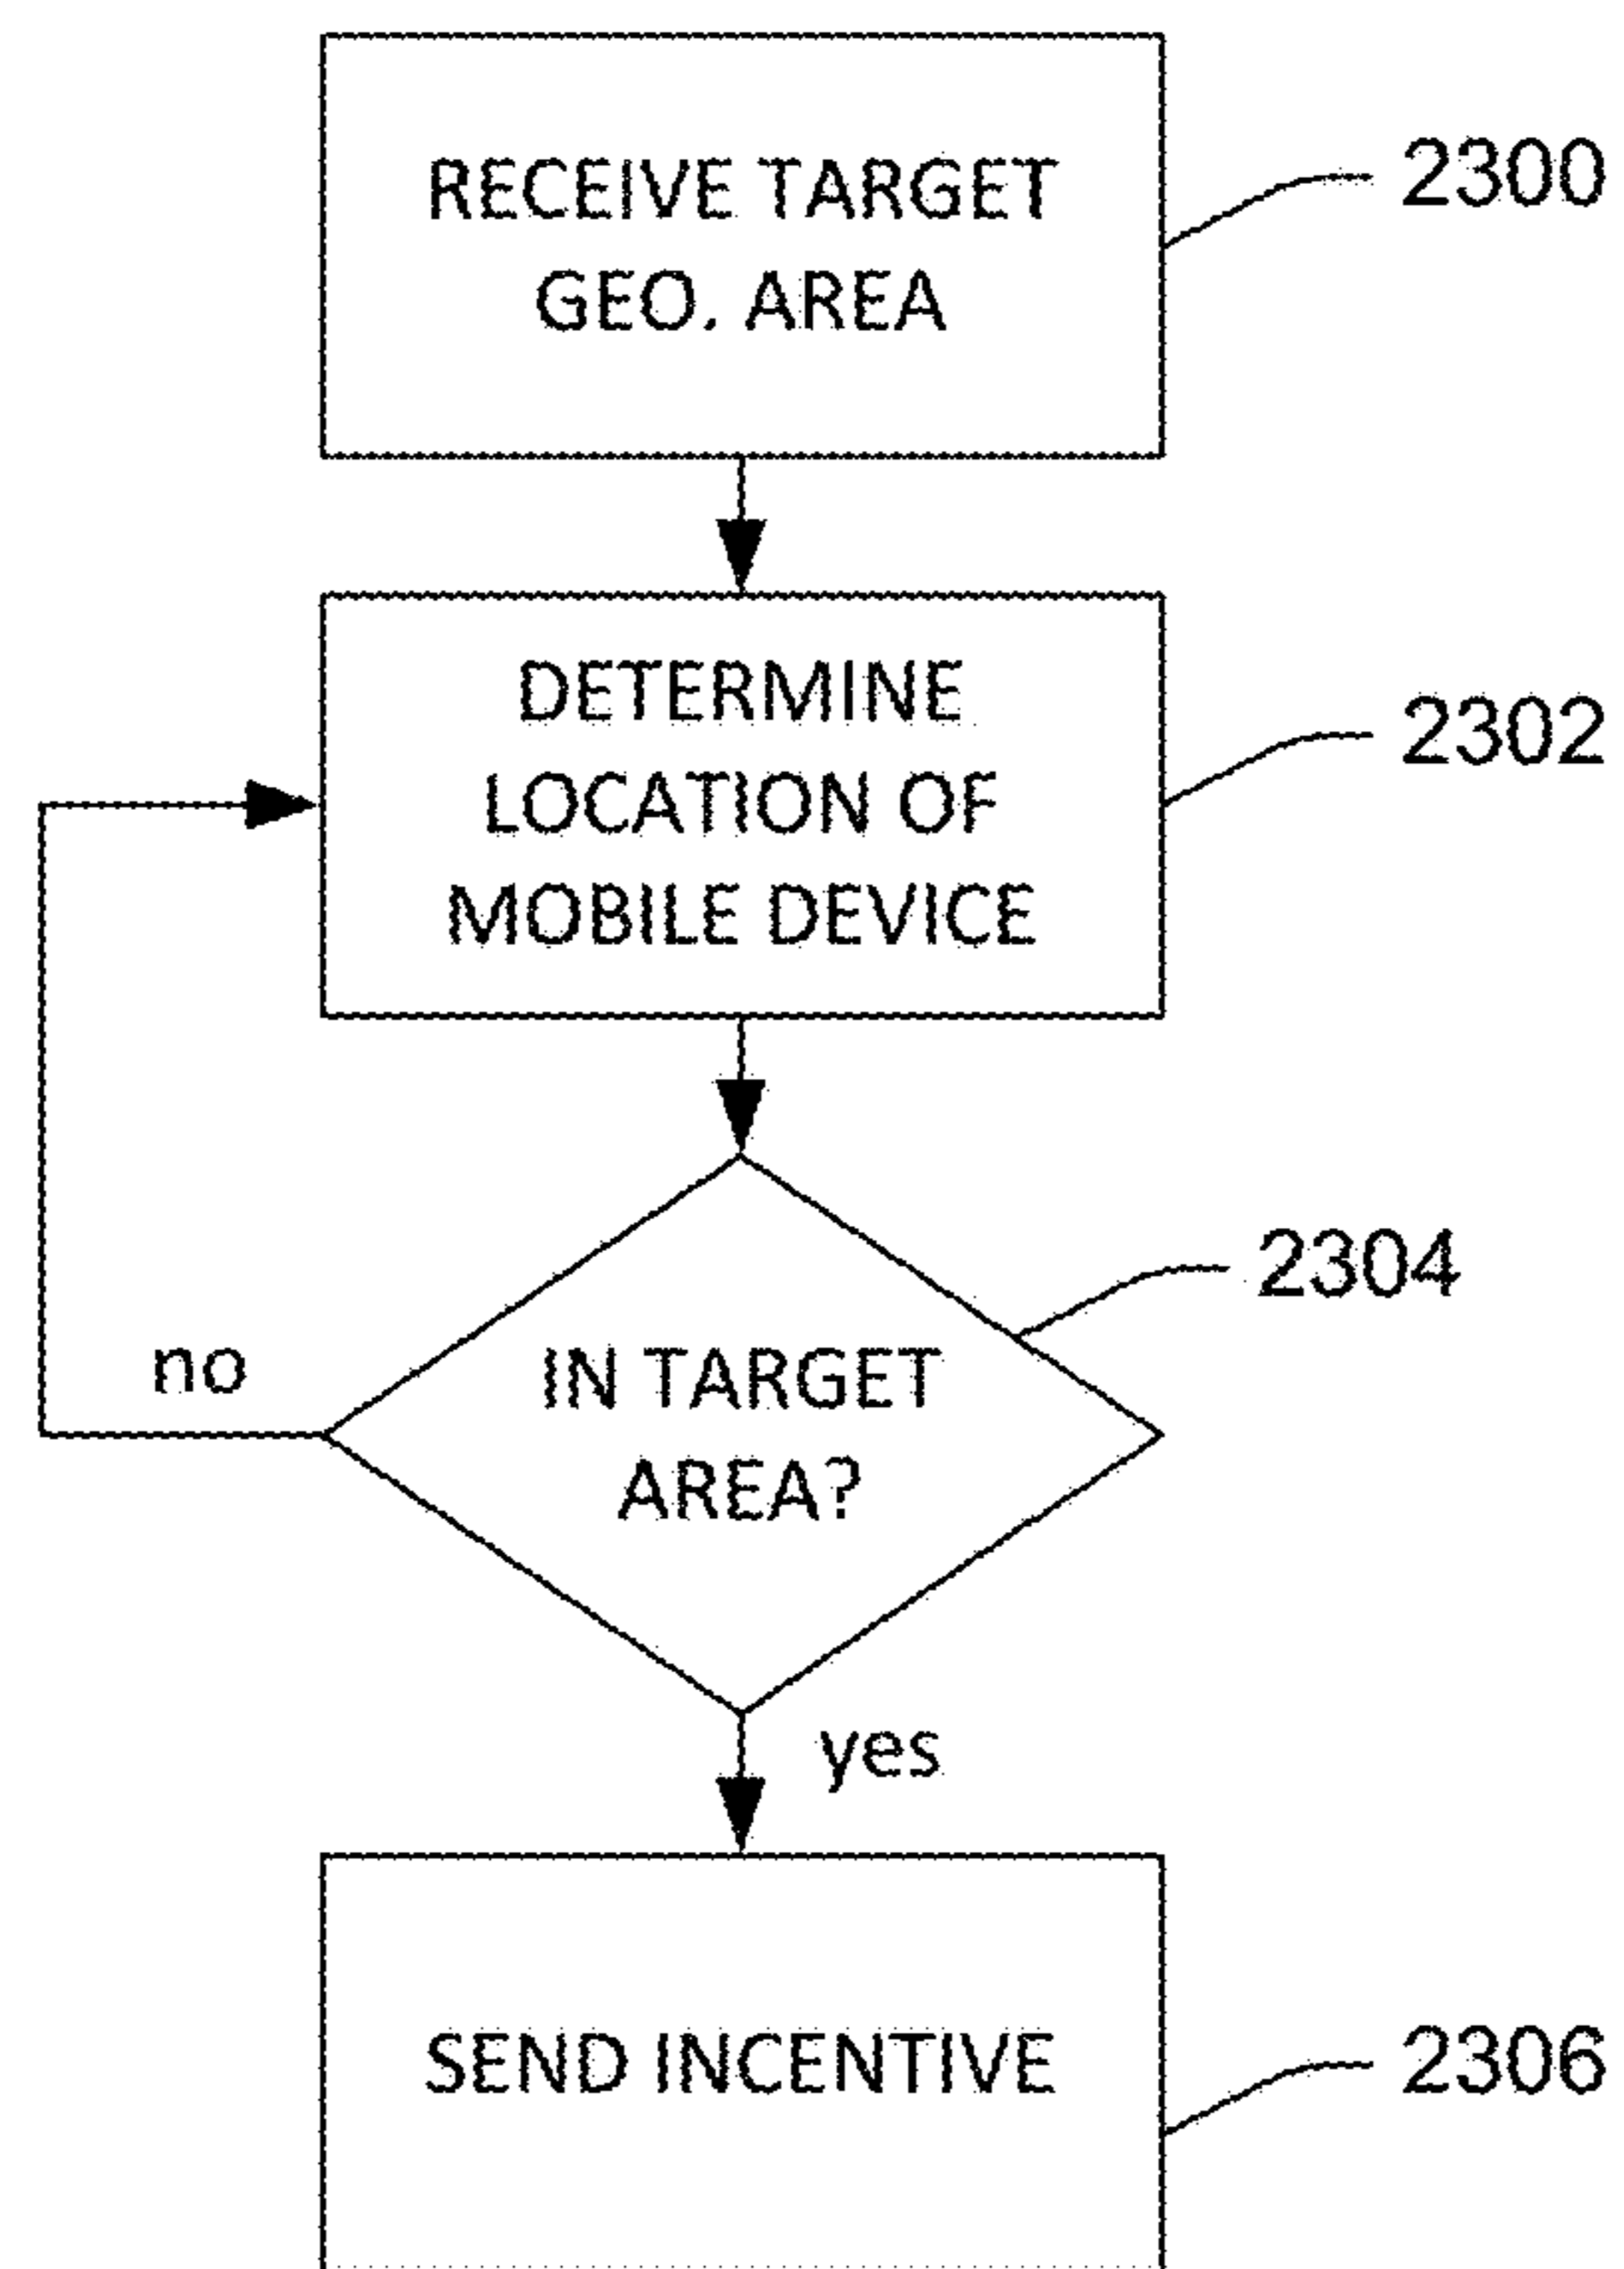 RECEIVE TARGET
GEO. AREA
2300
DETERMINE
LOCATION OF
MOBILE DEVICE
2302
IN TARGET
AREA?
2304
no
yes
SEND INCENTIVE
2306